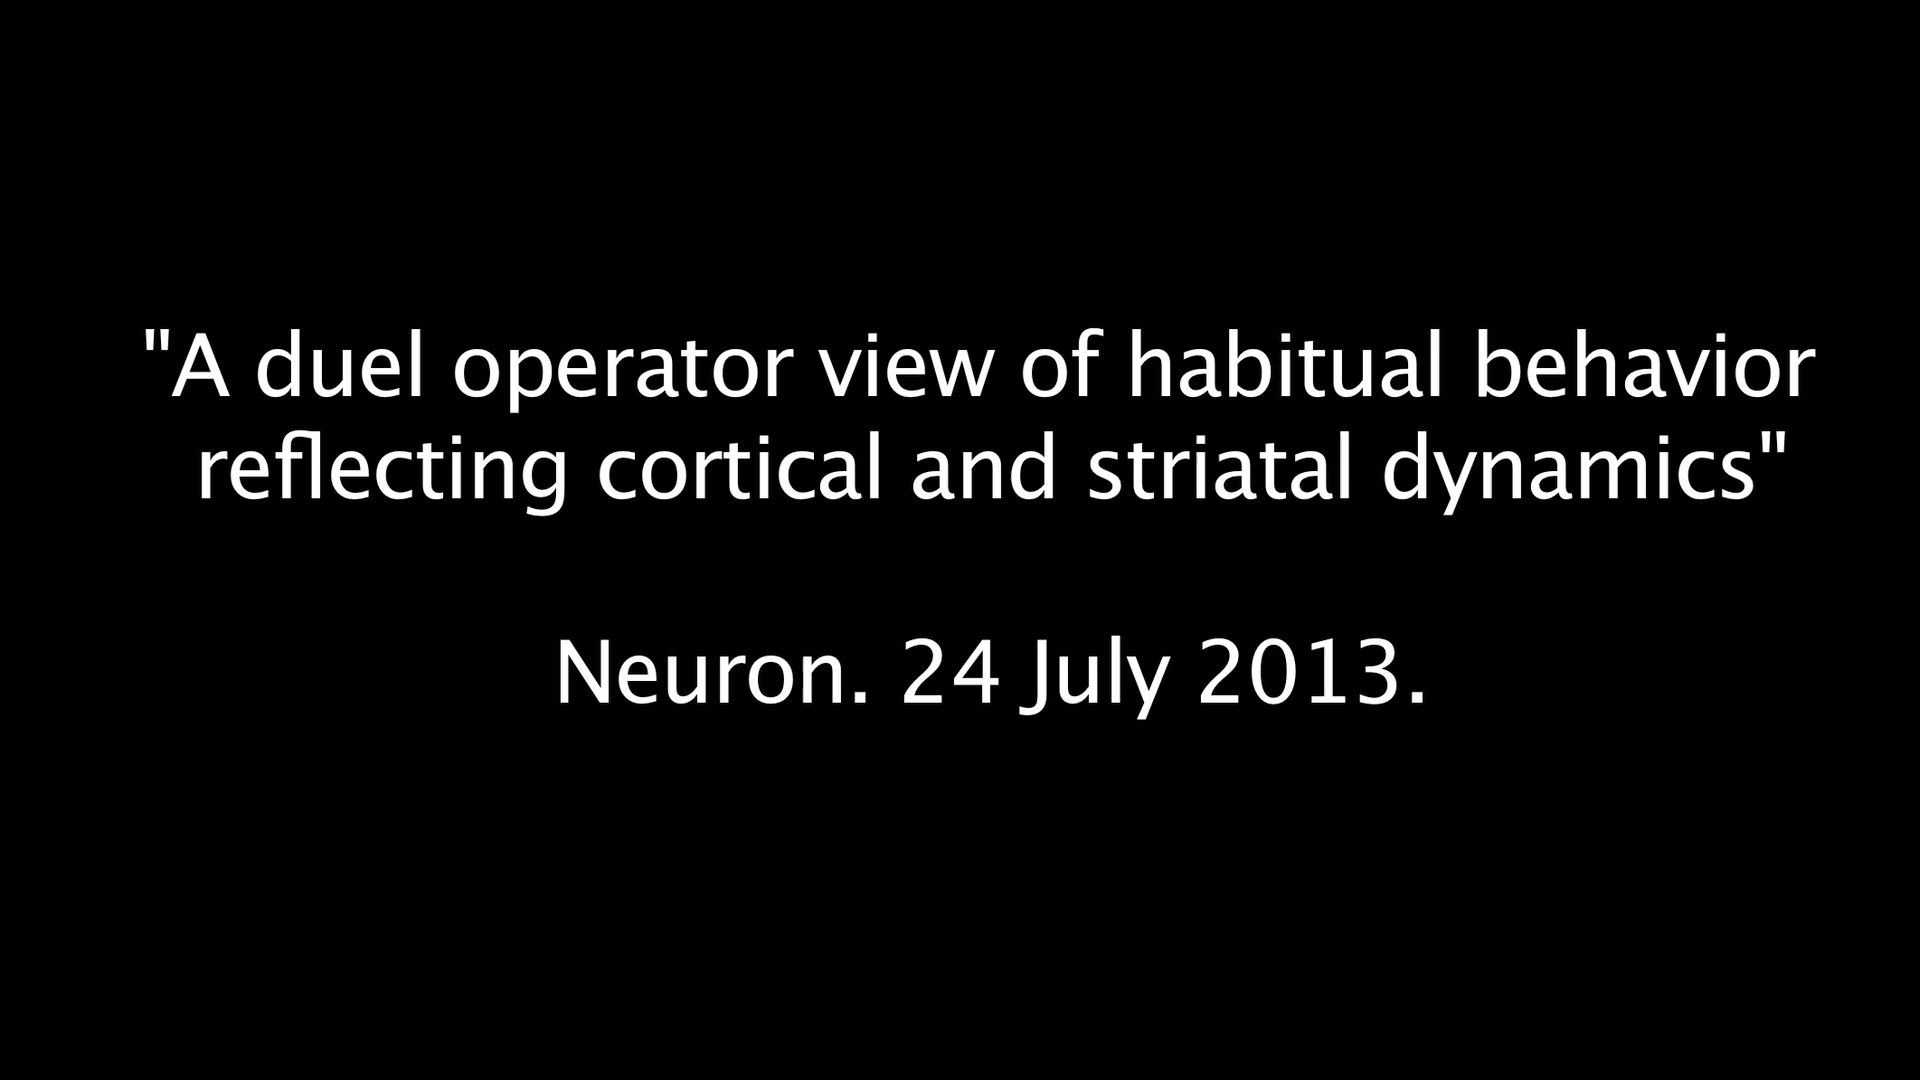 "A duel operator view of habitual behavior
reflecting cortical and striatal dynamics"
Neuron. 24 July 2013.